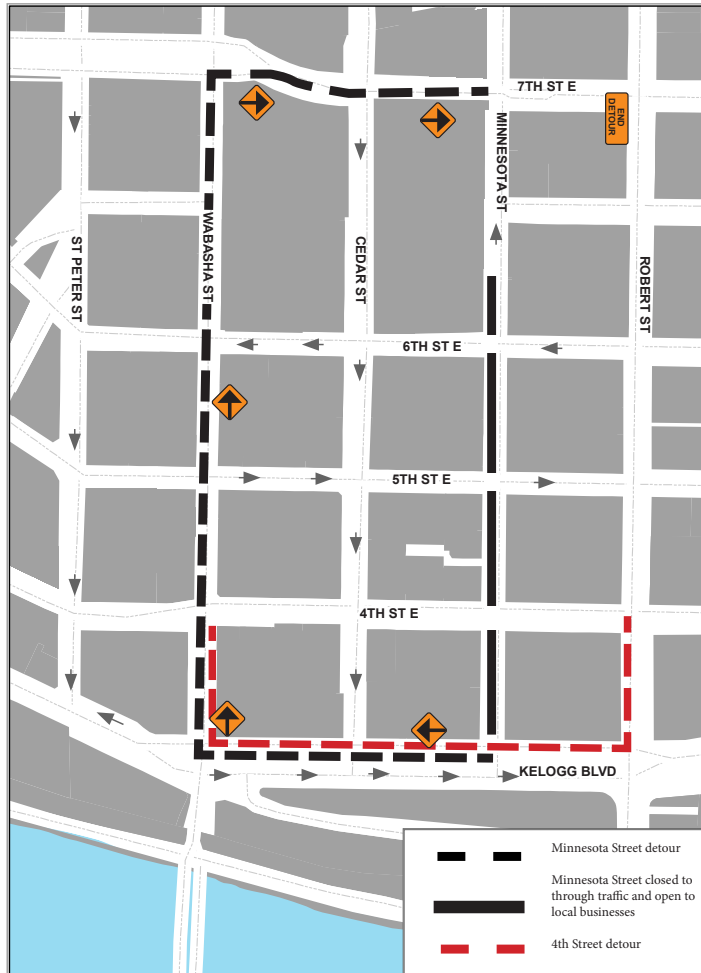 7TH ST E
END
DETOUR
MINNESOTA ST
WABASHA ST
ST PETER ST
CEDAR ST
ROBERT ST
6TH ST E
5TH ST E
4TH ST E
KELOGG BLVD
Minnesota Street detour
Minnesota Street closed to
through traffic and open to
local businesses
4th Street detour